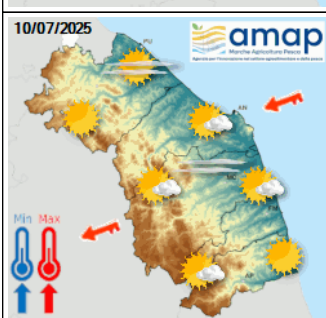 10/07/2025
PU
amap
Marche Agricoltura Pesca
Agenzia per l'innovazione nel settore agroalimentare e della pesca
AN
MC
AP
Min Max